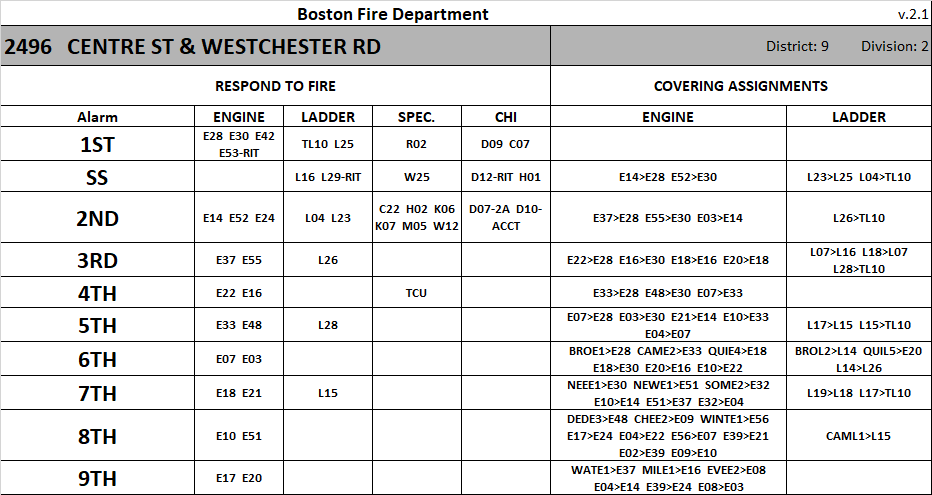 Boston Fire Department v.2.1
2496 CENTRE ST & WESTCHESTER RD District: 9 Division: 2
RESPOND TO FIRE COVERING ASSIGNMENTS
Alarm ENGINE LADDER SPEC. CHI ENGINE LADDER
1ST
E28 E30 E42
E53-RIT
TL10 L25
R02
D09 C07
SS
L16 L29-RIT
W25
D12-RIT H01
E14>E28 E52>E30
L23>L25 L04>TL10
2ND
E14 E52 E24
L04 L23
C22 H02 K06
K07 M05 W12
D07-2A D10-
ACCT
E37>E28 E55>E30 E03>E14
L26>TL10
3RD
E37 E55
L26
E22>E28 E16>E30 E18>E16 E20>E18
L07>L16 L18>L07
L28>TL10
4TH
E22 E16
TCU
E33>E28 E48>E30 E07>E33
5TH
E33 E48
L28
E07>E28 E03>E30 E21>E14 E10>E33
E04>E07
L17>L15 L15>TL10
6TH
E07 E03
BROE1>E28 CAME2>E33 QUIE4>E18
E18>E30 E20>E16 E10>E22
BROL2>L14 QUIL5>E20
L14>L26
7TH
E18 E21
L15
NEEE1>E30 NEWE1>E51 SOME2>E32
E10>E14 E51>E37 E32>E04
L19>L18 L17>TL10
8TH
E10 E51
DEDE3>E48 CHEE2>E09 WINTE1>E56
E17>E24 E04>E22 E56>E07 E39>E21
E02>E39 E09>E10
CAML1>L15
9TH
E17 E20
WATE1>E37 MILE1>E16 EVEE2>E08
E04>E14 E39>E24 E08>E03